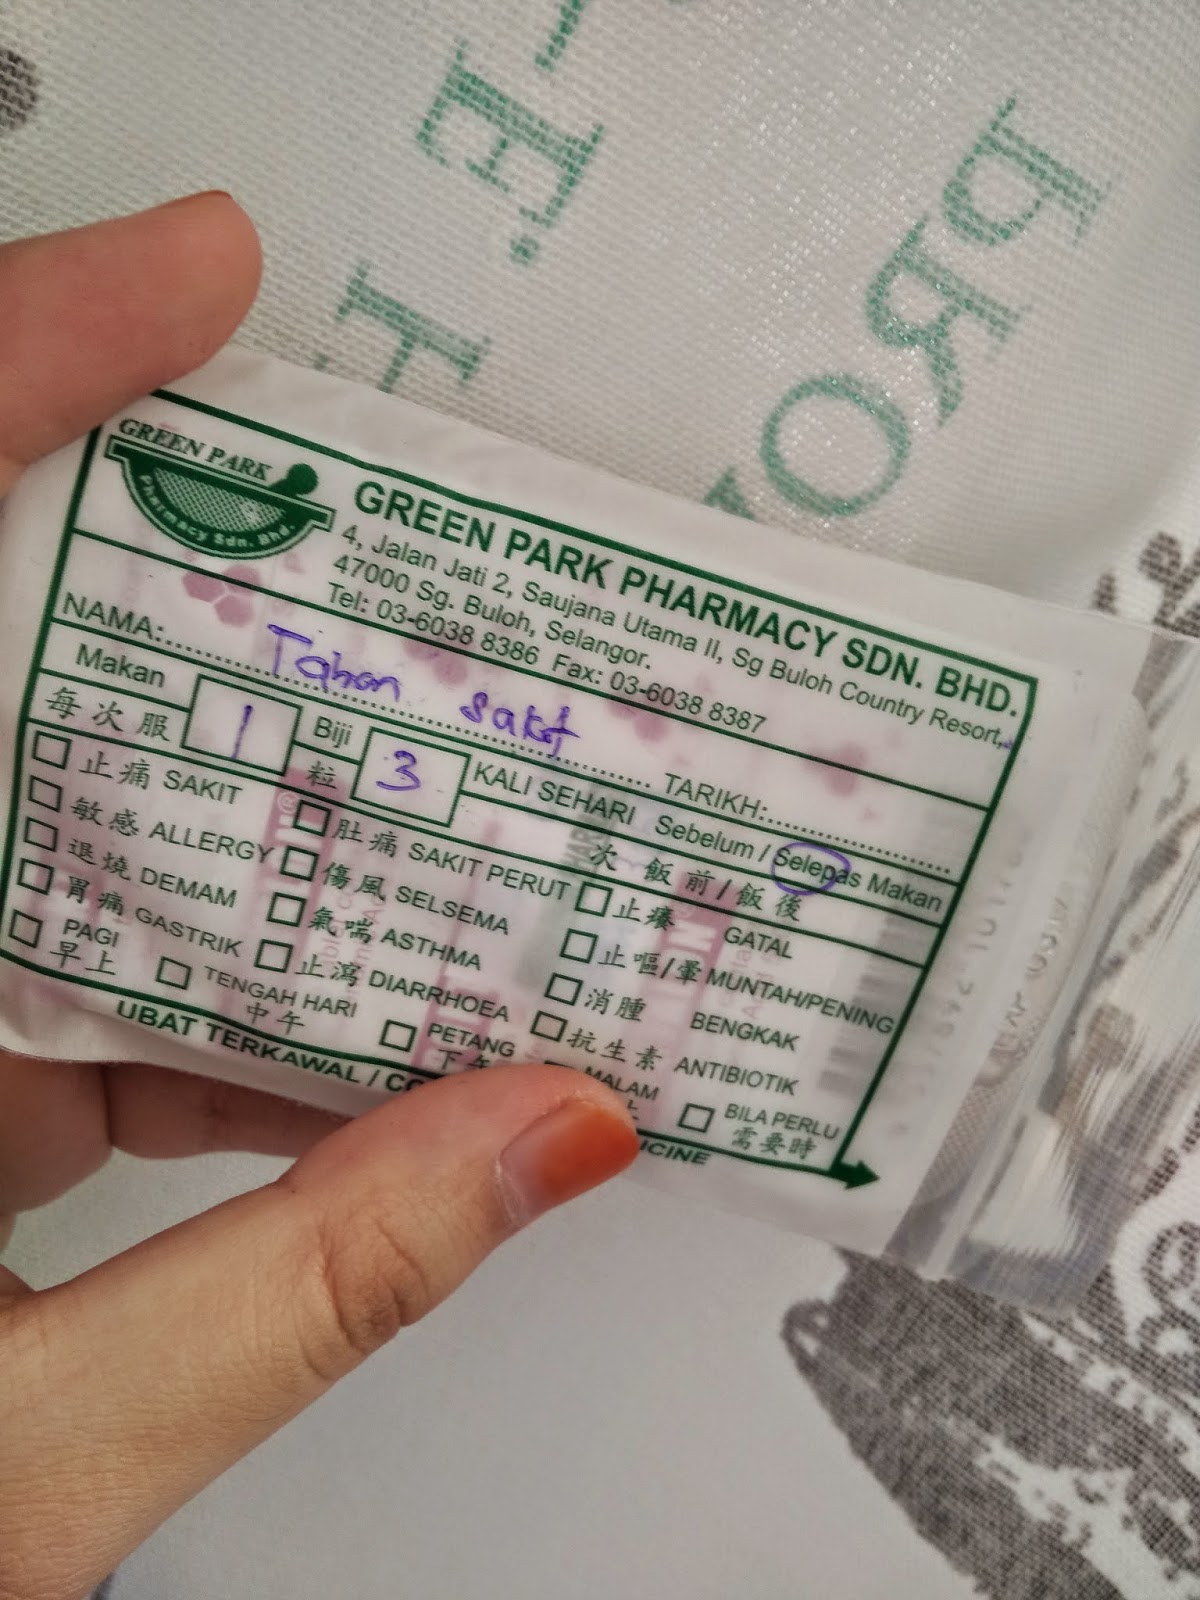 GREEN PARK
Pharmacy Sdn. Bhd.
GREEN PARK PHARMACY SDN. BHD.
4, Jalan Jati 2, Saujana Utama II, Sg Buluh Country Resort,
47000 Sg. Buloh, Selangor.
Tel: 03-6038 8386 Fax: 03-6038 8387
NAMA: Tahan sakit TARIKH:
Makan 1 Biji 3 KALI SEHARI Sebelum / Selepas Makan
每次服 粒 次 飯前/飯後
止痛 SAKIT 肚痛 SAKIT PERUT 止癢 GATAL
敏感 ALLERGY 傷風 SELSEMA 止嘔/暈 MUNTAH/PENING
退燒 DEMAM 氣喘 ASTHMA 消腫 BENGKAK
胃痛 GASTRIK 止瀉 DIARRHOEA 抗生素 ANTIBIOTIK
PAGI TENGAH HARI PETANG MALAM BILA PERLU
早上 中午 下午 上 需要時
UBAT TERKAWAL /